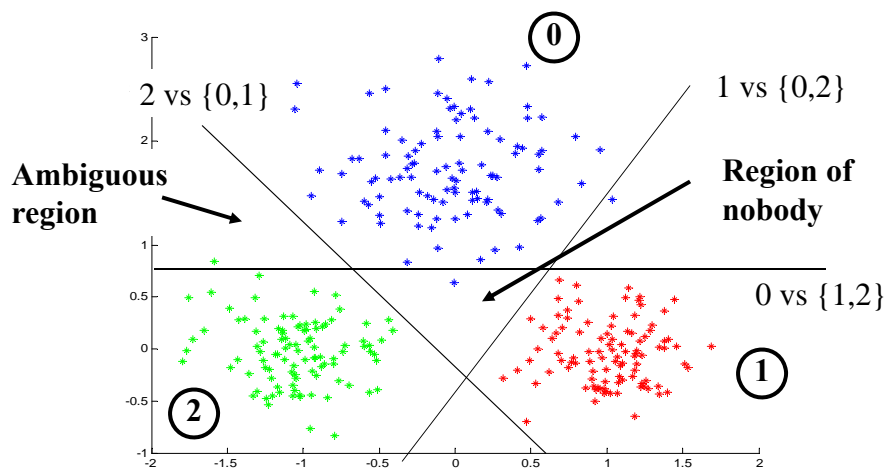 0
3
2 vs {0,1}
1 vs {0,2}
2
Ambiguous
region
Region of
nobody
1
0.5
0 vs {1,2}
0
1
-0.5
2
-1
-2
-1.5
-1
-0.5
0
0.5
1
1.5
2